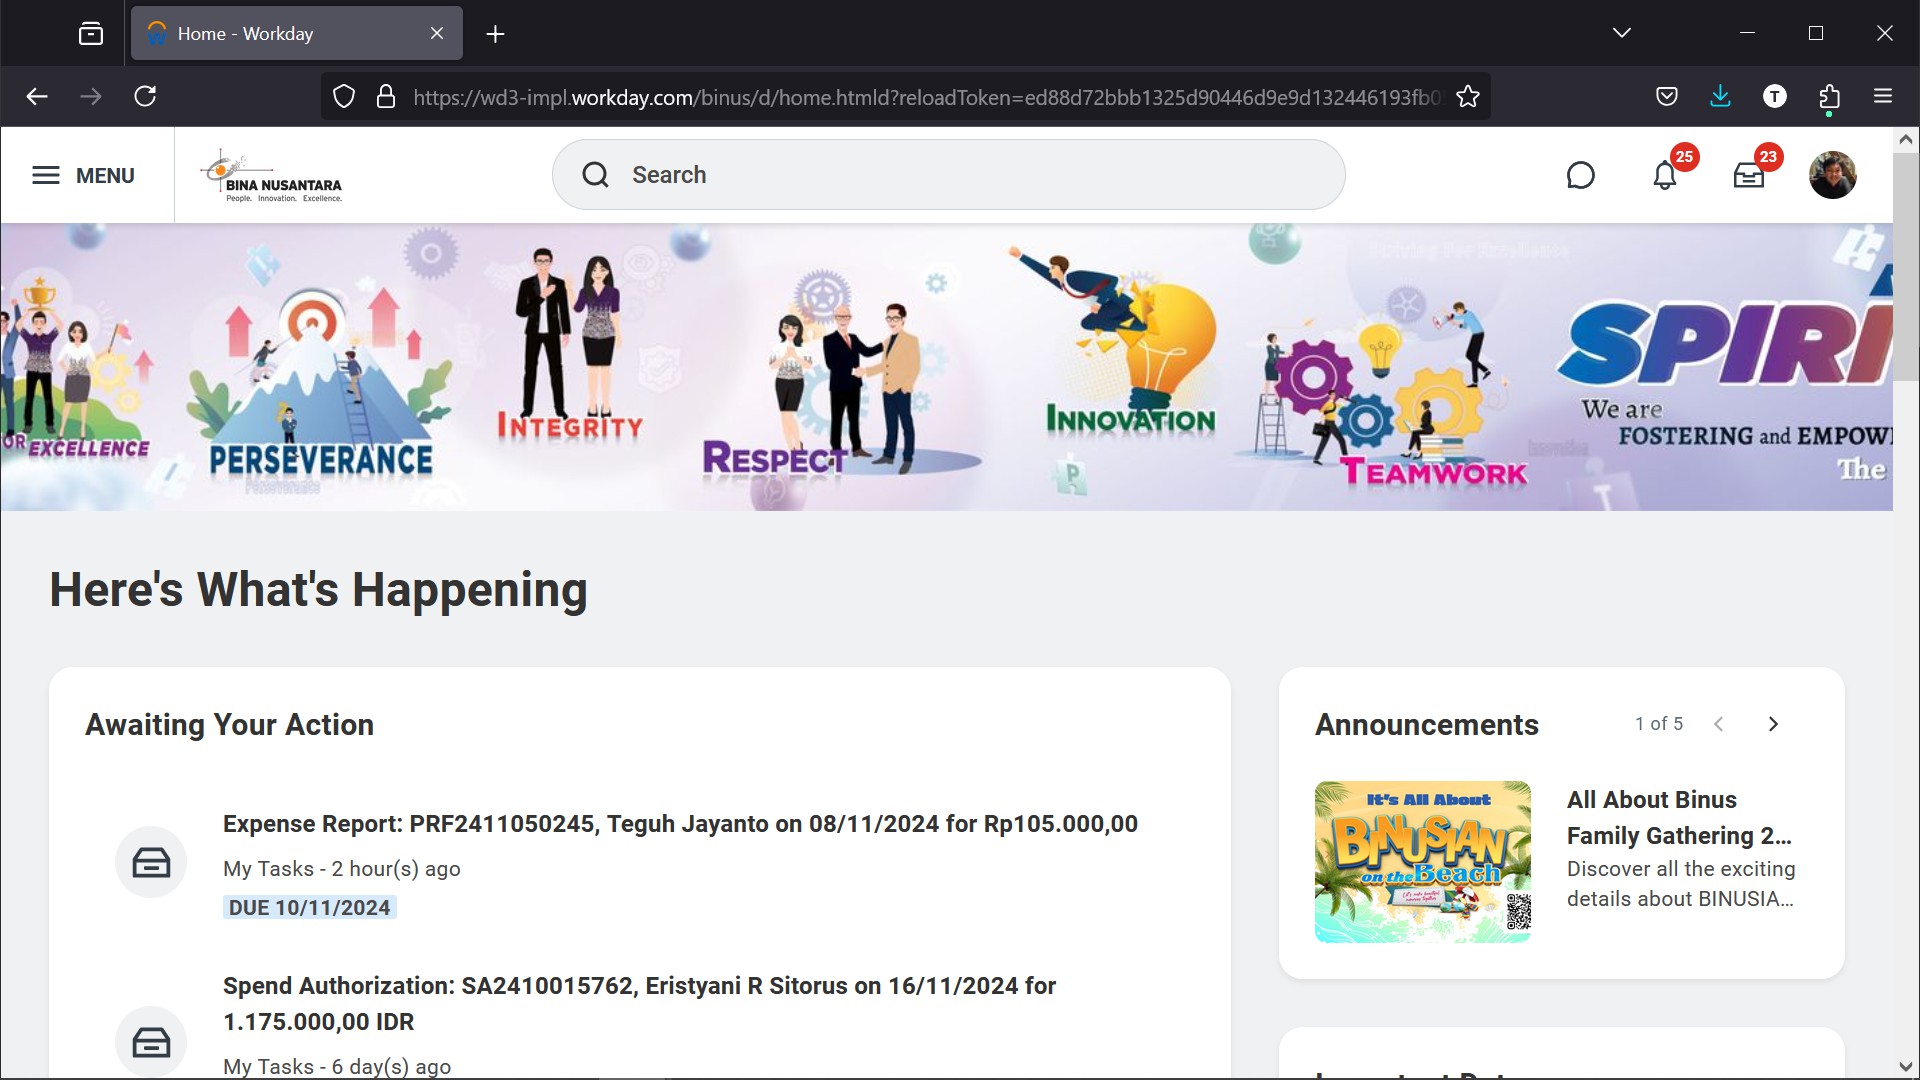 Home - Workday
https://wd3-impl.workday.com/binus/d/home.htmld?reloadToken=ed88d72bbb1325d90446d9e9d132446193fb0
T
MENU
BINA NUSANTARA
People. Innovation. Excellence.
Search
25
23
OR EXCELLENCE
PERSEVERANCE
INTEGRITY
RESPECT
INNOVATION
P
TEAMWORK
SPIRI
We are
FOSTERING and EMPOW
The
Here's What's Happening
Awaiting Your Action
Expense Report: PRF2411050245, Teguh Jayanto on 08/11/2024 for Rp105.000,00
My Tasks - 2 hour(s) ago
DUE 10/11/2024
Spend Authorization: SA2410015762, Eristyani R Sitorus on 16/11/2024 for
1.175.000,00 IDR
My Tasks - 6 day(s) ago
Announcements
1 of 5
It's All About
BINUSIAN
on the Beach
All About Binus
Family Gathering 2...
Discover all the exciting
details about BINUSIA...